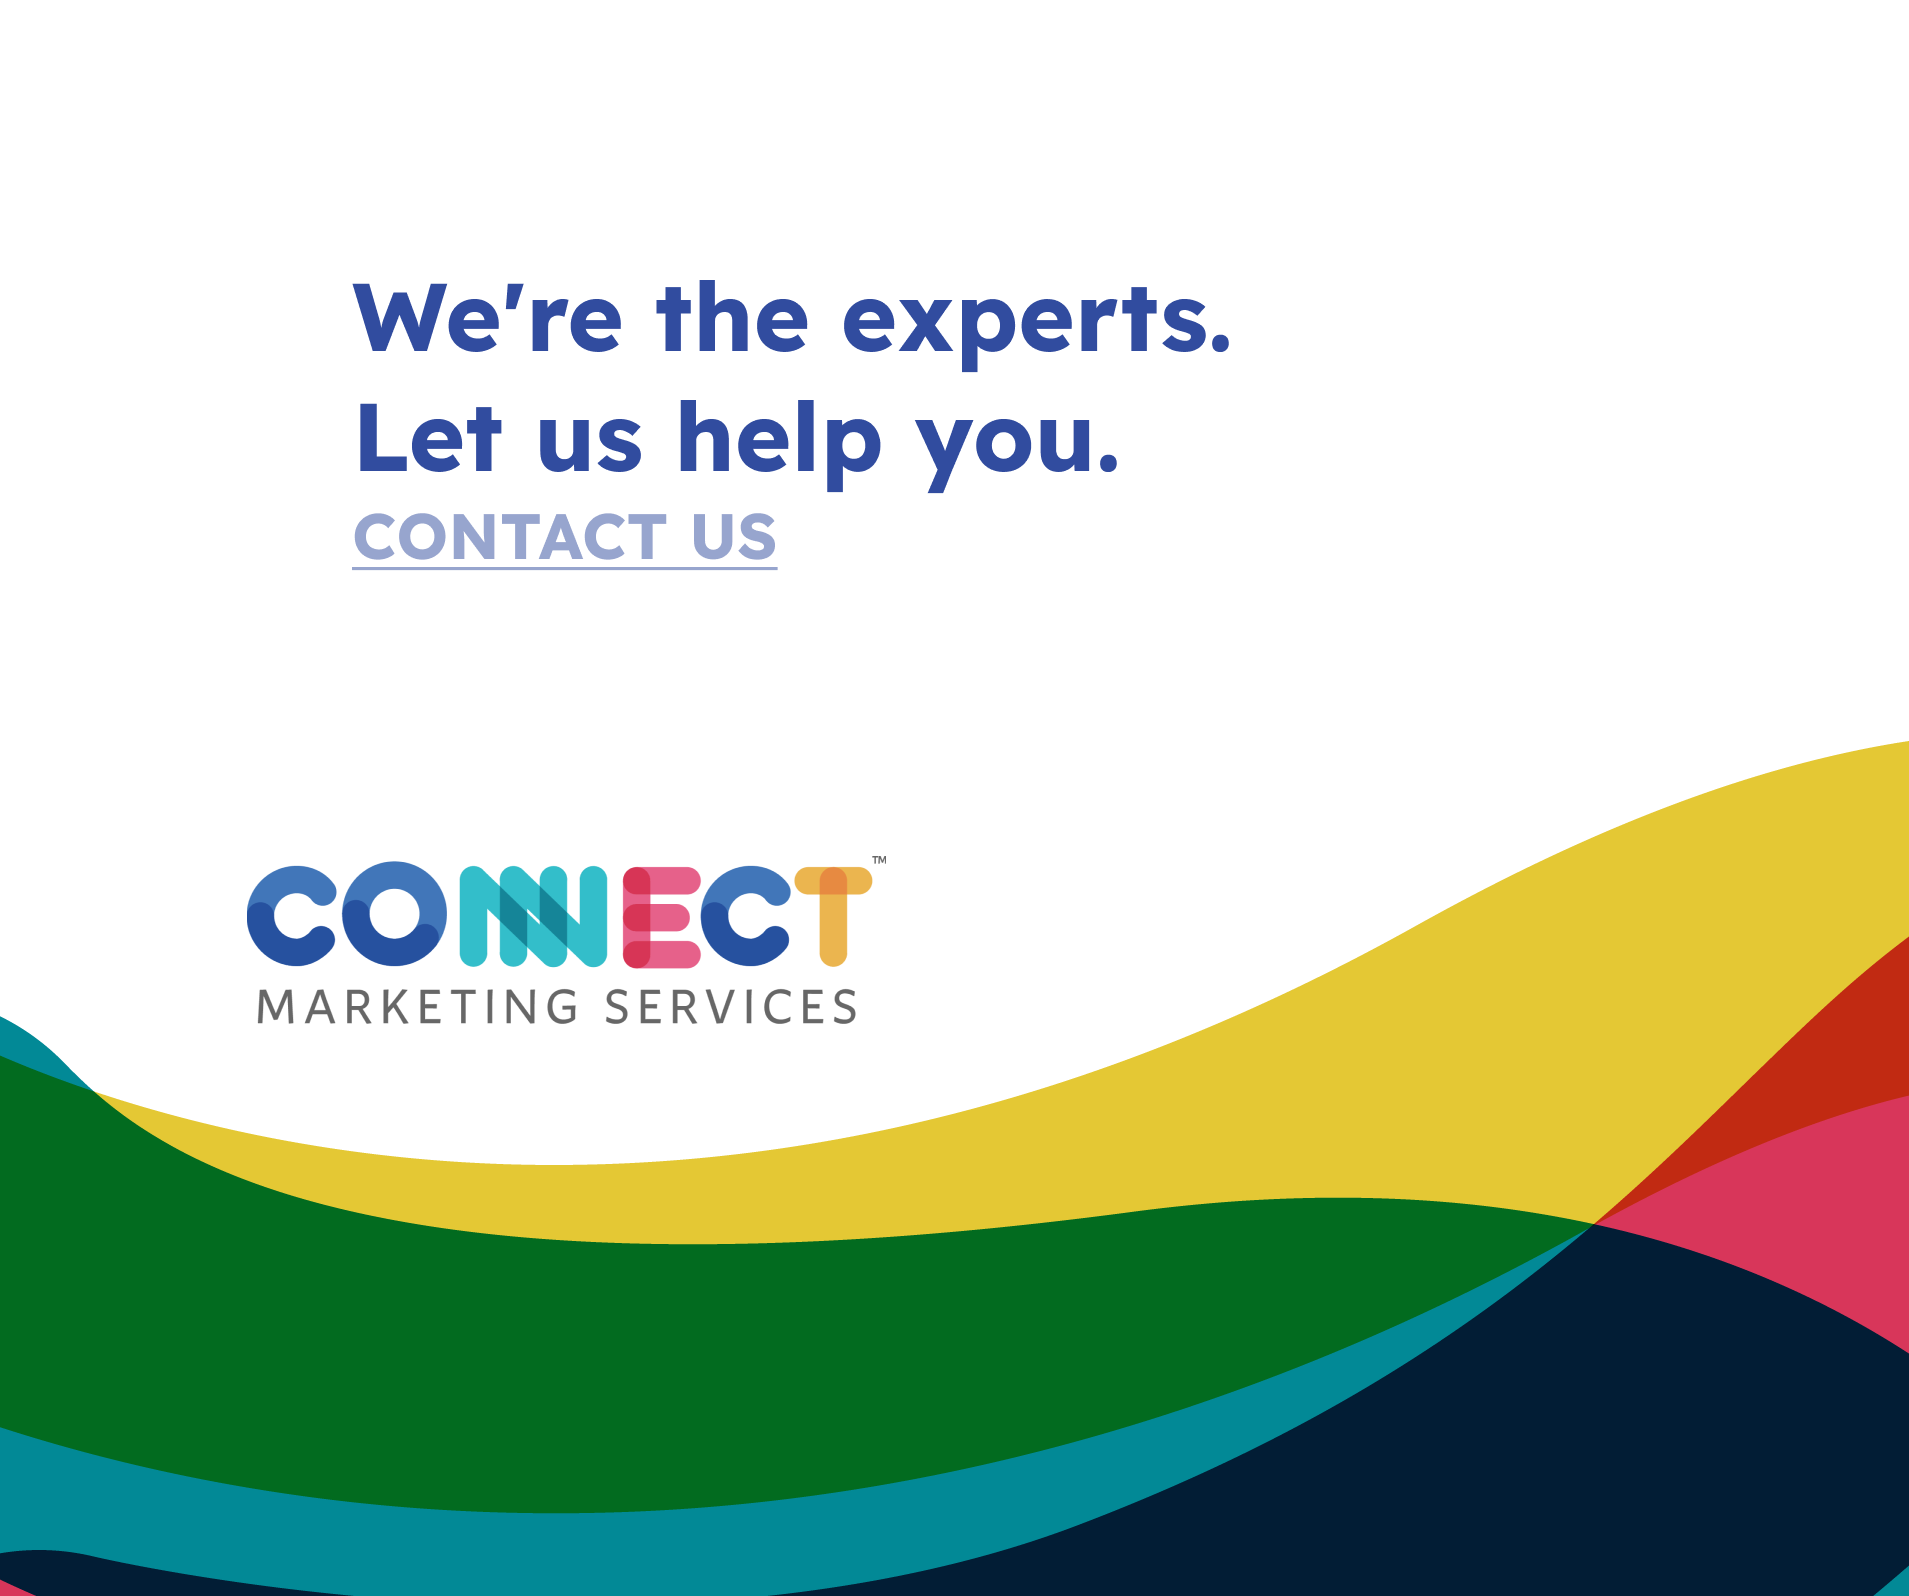 We're the experts.
Let us help you.
CONTACT US
CONNECT™
MARKETING SERVICES